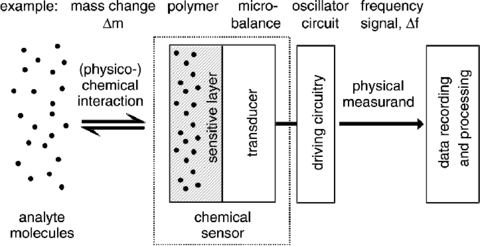 example: mass change polymer micro- oscillator frequency
Δm balance circuit signal, Δf
(physico-)
chemical
interaction
sensitive layer
transducer
driving circuitry
physical
measurand
data recording
and processing
analyte
molecules
chemical
sensor